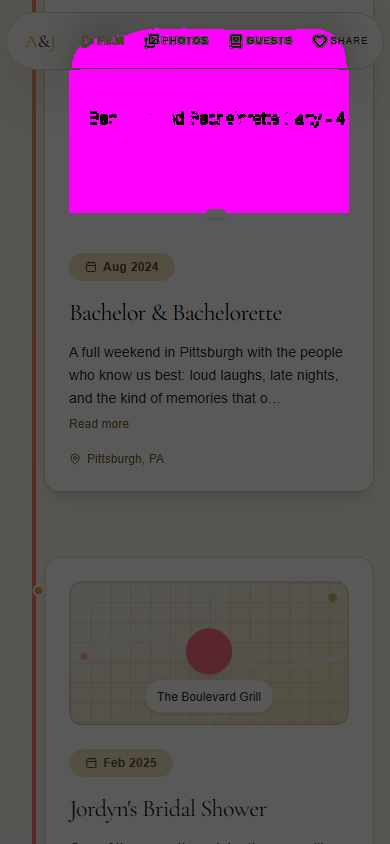 A&J FILM PHOTOS GUESTS SHARE
Aug 2024
Bachelor & Bachelorette
A full weekend in Pittsburgh with the people
who know us best: loud laughs, late nights,
and the kind of memories that o...
Read more
Pittsburgh, PA
The Boulevard Grill
Feb 2025
Jordyn's Bridal Shower